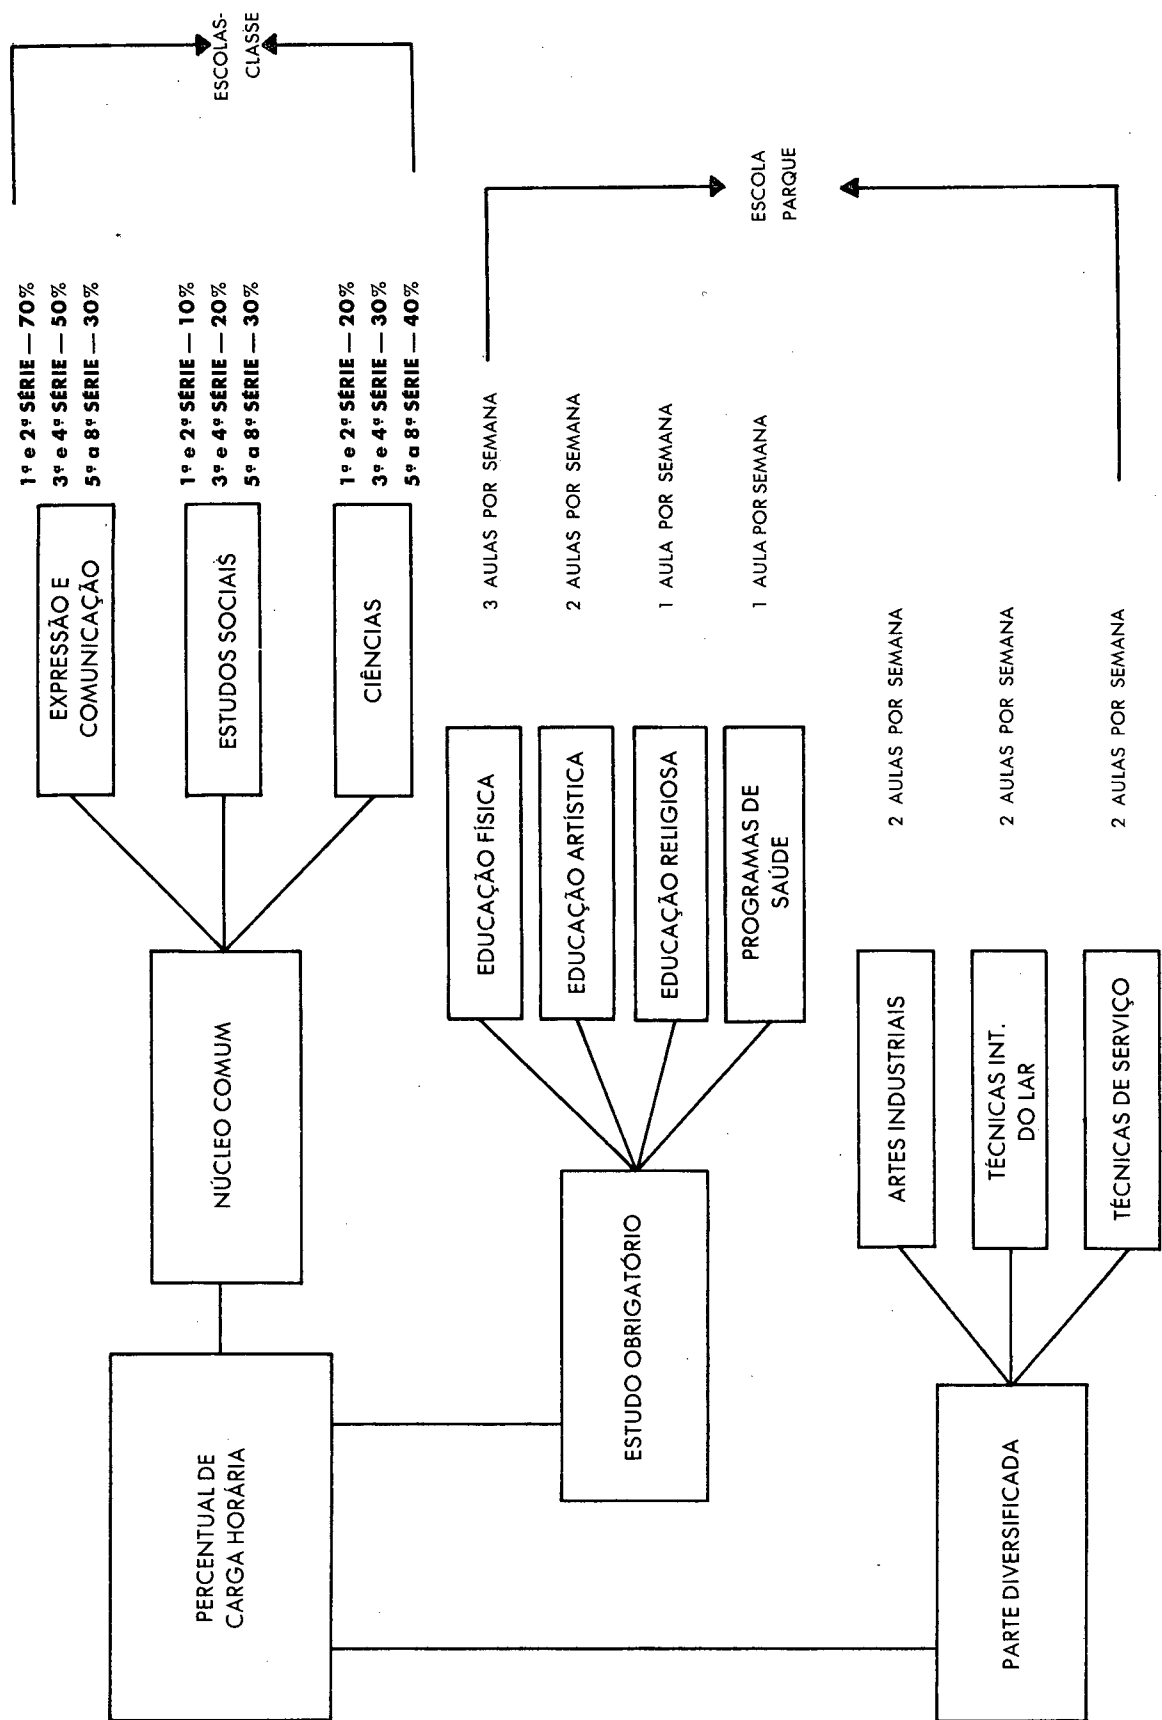 PERCENTUAL DE
CARGA HORÁRIA
NÚCLEO COMUM
EXPRESSÃO E
COMUNICAÇÃO
1ª e 2ª SÉRIE — 70%
3ª e 4ª SÉRIE — 50%
5ª a 8ª SÉRIE — 30%
ESTUDOS SOCIAIS
1ª e 2ª SÉRIE — 10%
3ª e 4ª SÉRIE — 20%
5ª a 8ª SÉRIE — 30%
CIÊNCIAS
1ª e 2ª SÉRIE — 20%
3ª e 4ª SÉRIE — 30%
5ª a 8ª SÉRIE — 40%
ESCOLAS-
CLASSE
ESTUDO OBRIGATÓRIO
EDUCAÇÃO FÍSICA
3 AULAS POR SEMANA
EDUCAÇÃO ARTÍSTICA
2 AULAS POR SEMANA
EDUCAÇÃO RELIGIOSA
1 AULA POR SEMANA
PROGRAMAS DE
SAÚDE
1 AULA POR SEMANA
ESCOLA
PARQUE
PARTE DIVERSIFICADA
ARTES INDUSTRIAIS
2 AULAS POR SEMANA
TÉCNICAS INT.
DO LAR
2 AULAS POR SEMANA
TÉCNICAS DE SERVIÇO
2 AULAS POR SEMANA